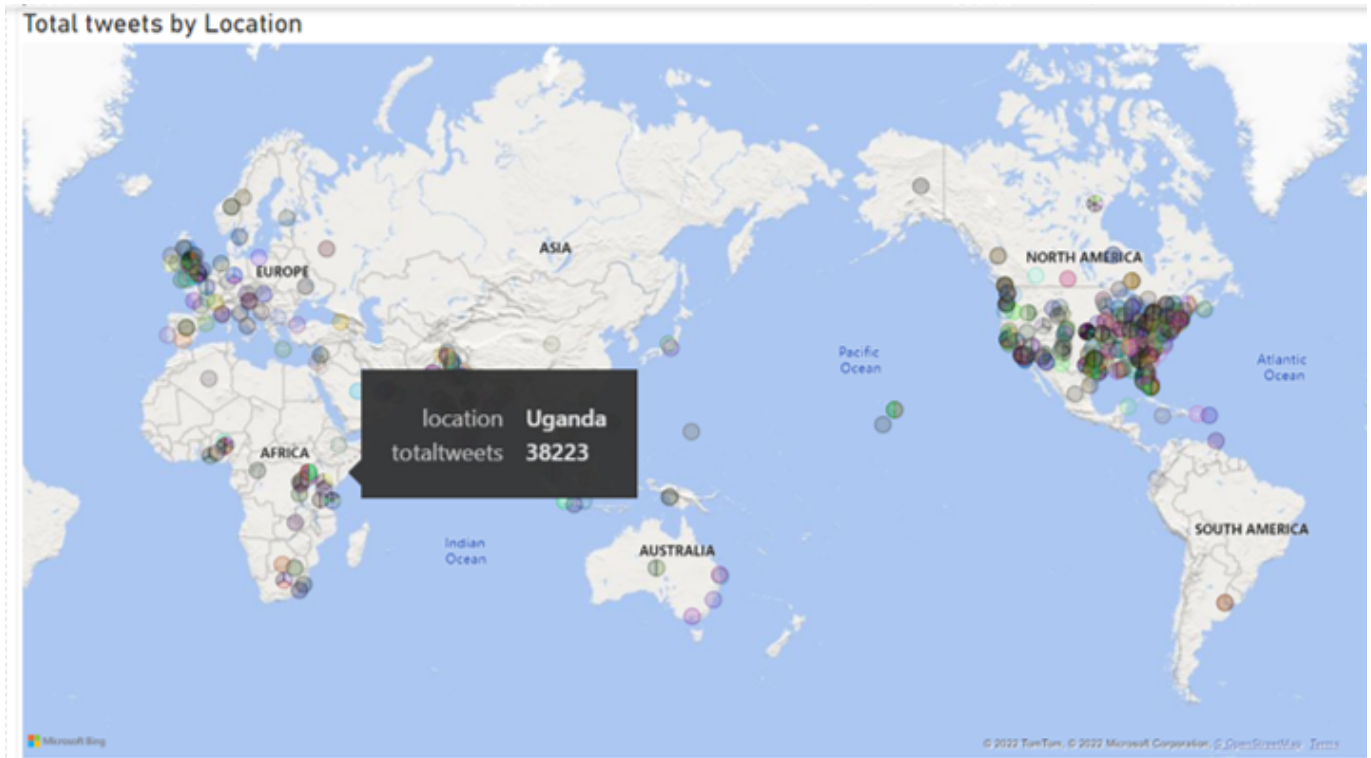 Total tweets by Location
ASIA
EUROPE
NORTH AMERICA
Pacific
Ocean
Atlantic
Ocean
location Uganda
totaltweets 38223
AFRICA
SOUTH AMERICA
Indian
Ocean
AUSTRALIA
Microsoft Bing
© 2022 TomTom, © 2022 Microsoft Corporation, © OpenStreetMap Terms